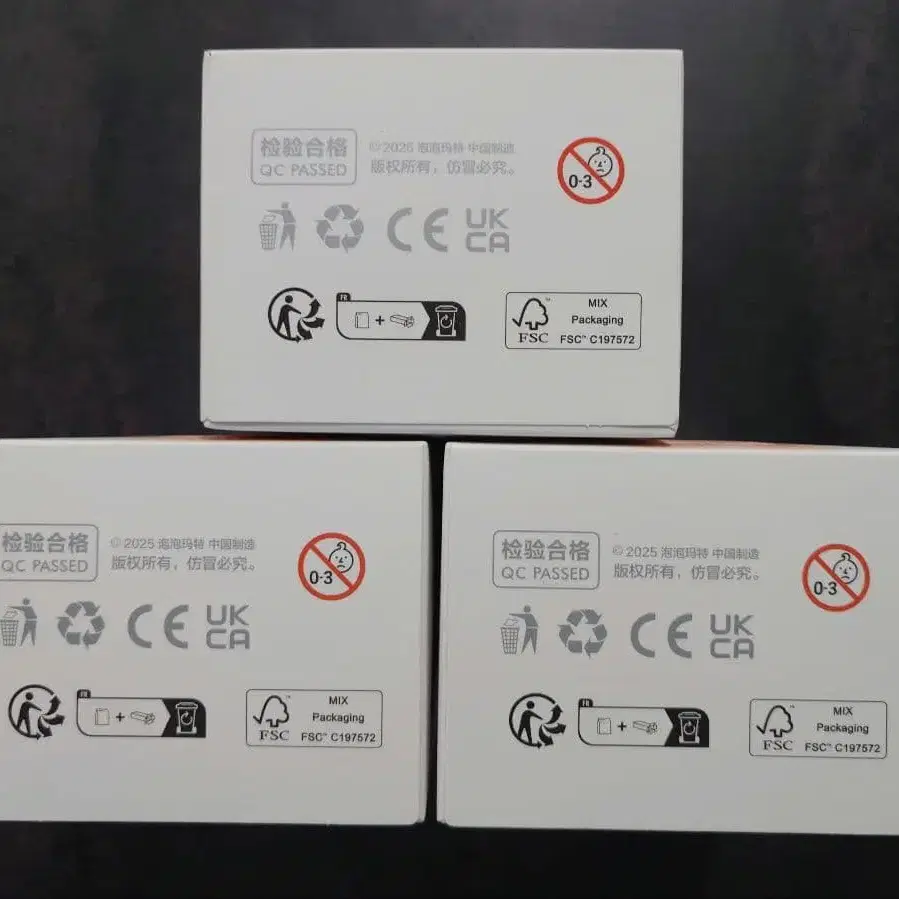 检验合格
QC PASSED
© 2025 泡泡玛特 中国制造
版权所有，仿冒必究。
0-3
CE
UK
CA
FR
MIX
Packaging
FSC™ C197572
FSC
检验合格
QC PASSED
© 2025 泡泡玛特 中国制造
版权所有，仿冒必究。
0-3
CE
UK
CA
FR
MIX
Packaging
FSC™ C197572
FSC
检验合格
QC PASSED
© 2025 泡泡玛特 中国制造
版权所有，仿冒必究。
0-3
CE
UK
CA
FR
MIX
Packaging
FSC™ C197572
FSC